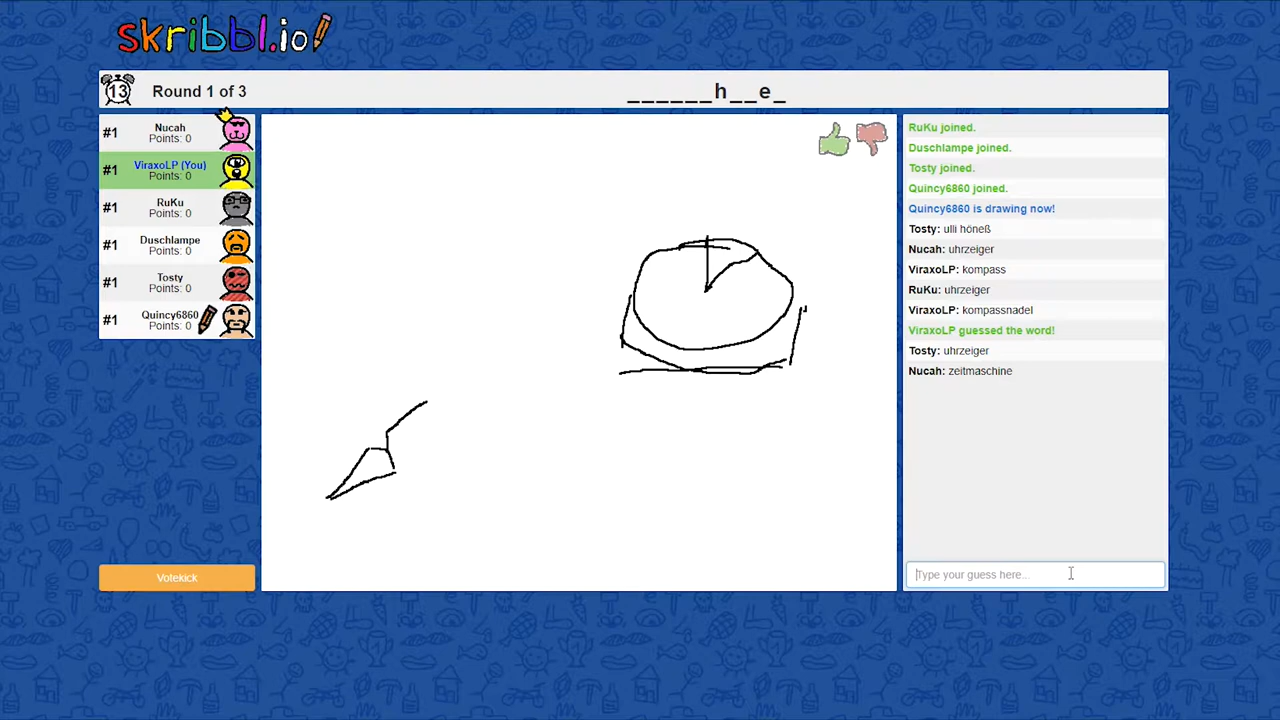 skribbl.io!
13
Round 1 of 3
______h__e_
#1
Nucah
Points: 0
#1
ViraxoLP (You)
Points: 0
#1
RuKu
Points: 0
#1
Duschlampe
Points: 0
#1
Tosty
Points: 0
#1
Quincy6860
Points: 0
Votekick
RuKu joined.
Duschlampe joined.
Tosty joined.
Quincy6860 joined.
Quincy6860 is drawing now!
Tosty: ulli höneß
Nucah: uhrzeiger
ViraxoLP: kompass
RuKu: uhrzeiger
ViraxoLP: kompassnadel
ViraxoLP guessed the word!
Tosty: uhrzeiger
Nucah: zeitmaschine
Type your guess here...